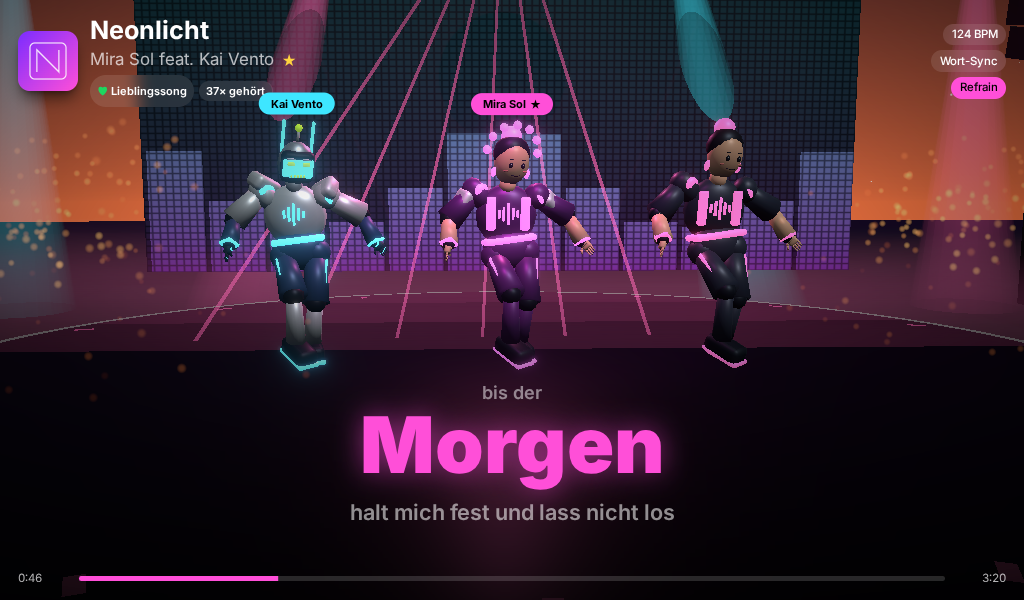 Neonlicht
Mira Sol feat. Kai Vento ★
Lieblingssong
37× gehört
124 BPM
Wort-Sync
Refrain
Kai Vento
Mira Sol ★
bis der
Morgen
halt mich fest und lass nicht los
0:46
3:20